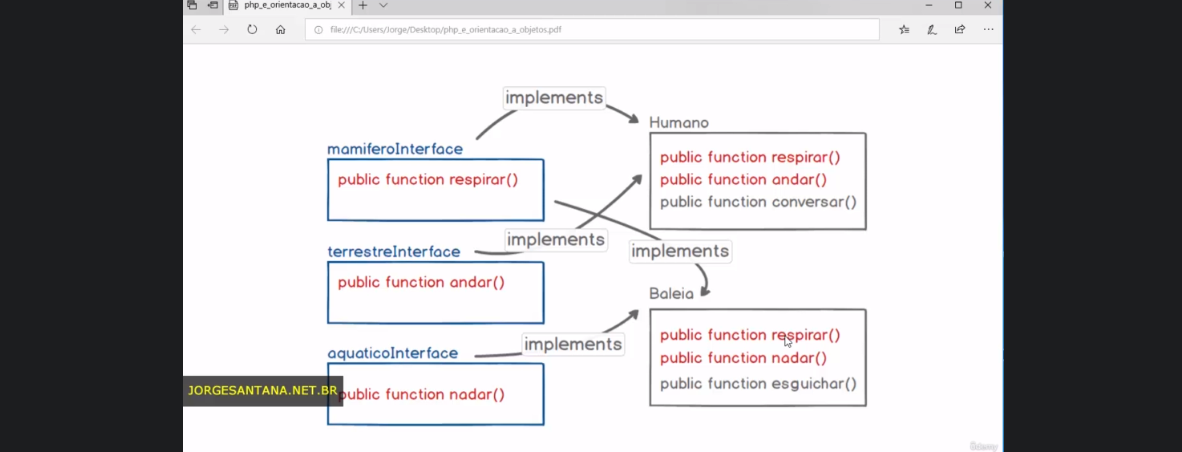 php_e_orientacao_a_obj
file:///C:/Users/Jorge/Desktop/php_e_orientacao_a_objetos.pdf
implements
Humano
mamiferoInterface
public function respirar()
public function respirar()
public function andar()
public function conversar()
implements
terrestreInterface
implements
public function andar()
Baleia
implements
aquaticoInterface
public function respirar()
public function nadar()
public function esguichar()
JORGESANTANA.NET.BR
public function nadar()
Udemy